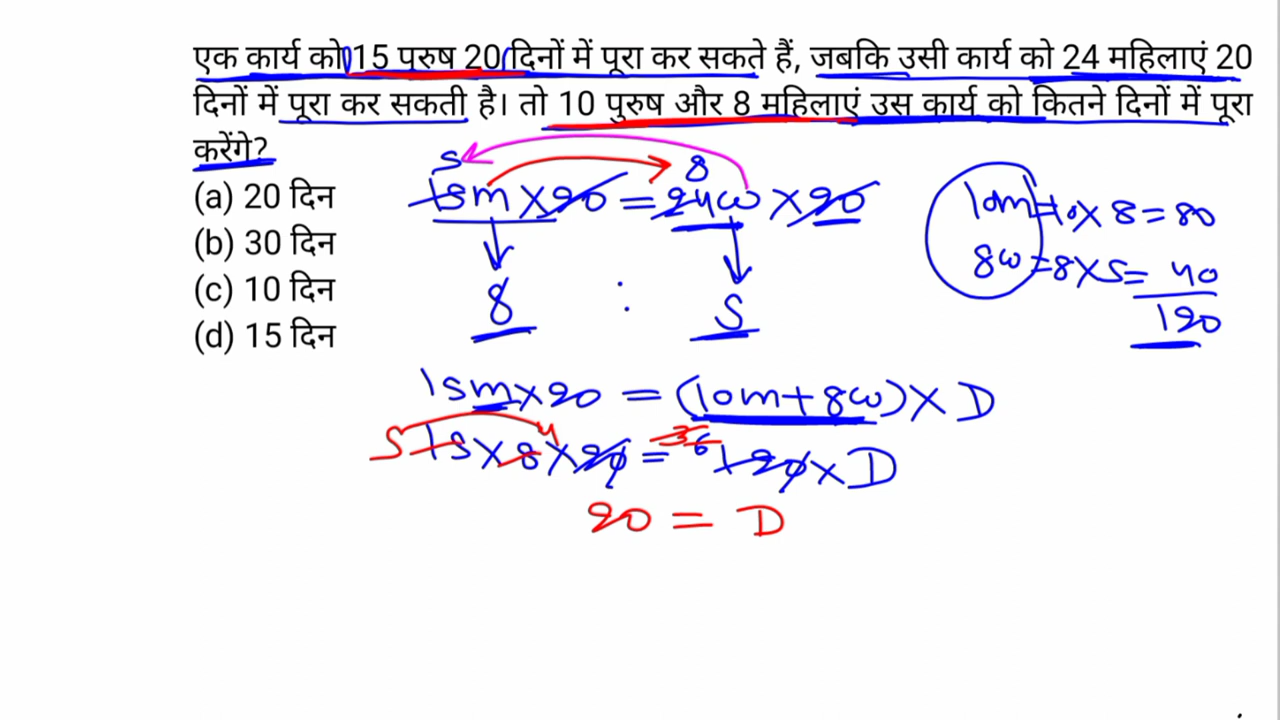 एक कार्य को 15 पुरुष 20 दिनों में पूरा कर सकते हैं, जबकि उसी कार्य को 24 महिलाएं 20
दिनों में पूरा कर सकती है। तो 10 पुरुष और 8 महिलाएं उस कार्य को कितने दिनों में पूरा
करेंगे?
(a) 20 दिन
(b) 30 दिन
(c) 10 दिन
(d) 15 दिन
5 8
15m × 20 = 24w × 20
8 : 5
10m = 10 × 8 = 80
8w = 8 × 5 = 40
120
15m × 20 = (10m + 8w) × D
5 15 × 8 × 20 = 120 × D
20 = D